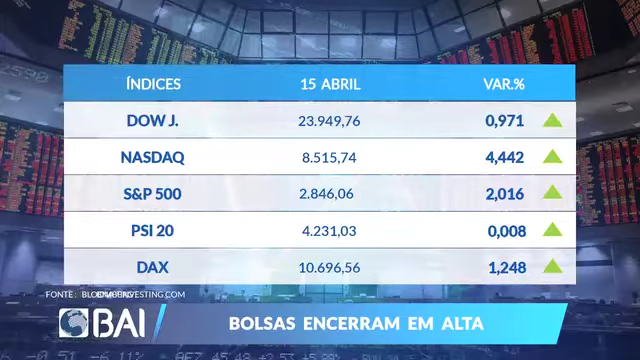 ÍNDICES 15 ABRIL VAR.%
DOW J. 23.949,76 0,971
NASDAQ 8.515,74 4,442
S&P 500 2.846,06 2,016
PSI 20 4.231,03 0,008
DAX 10.696,56 1,248
FONTE: INVESTING.COM
BAI BOLSAS ENCERRAM EM ALTA